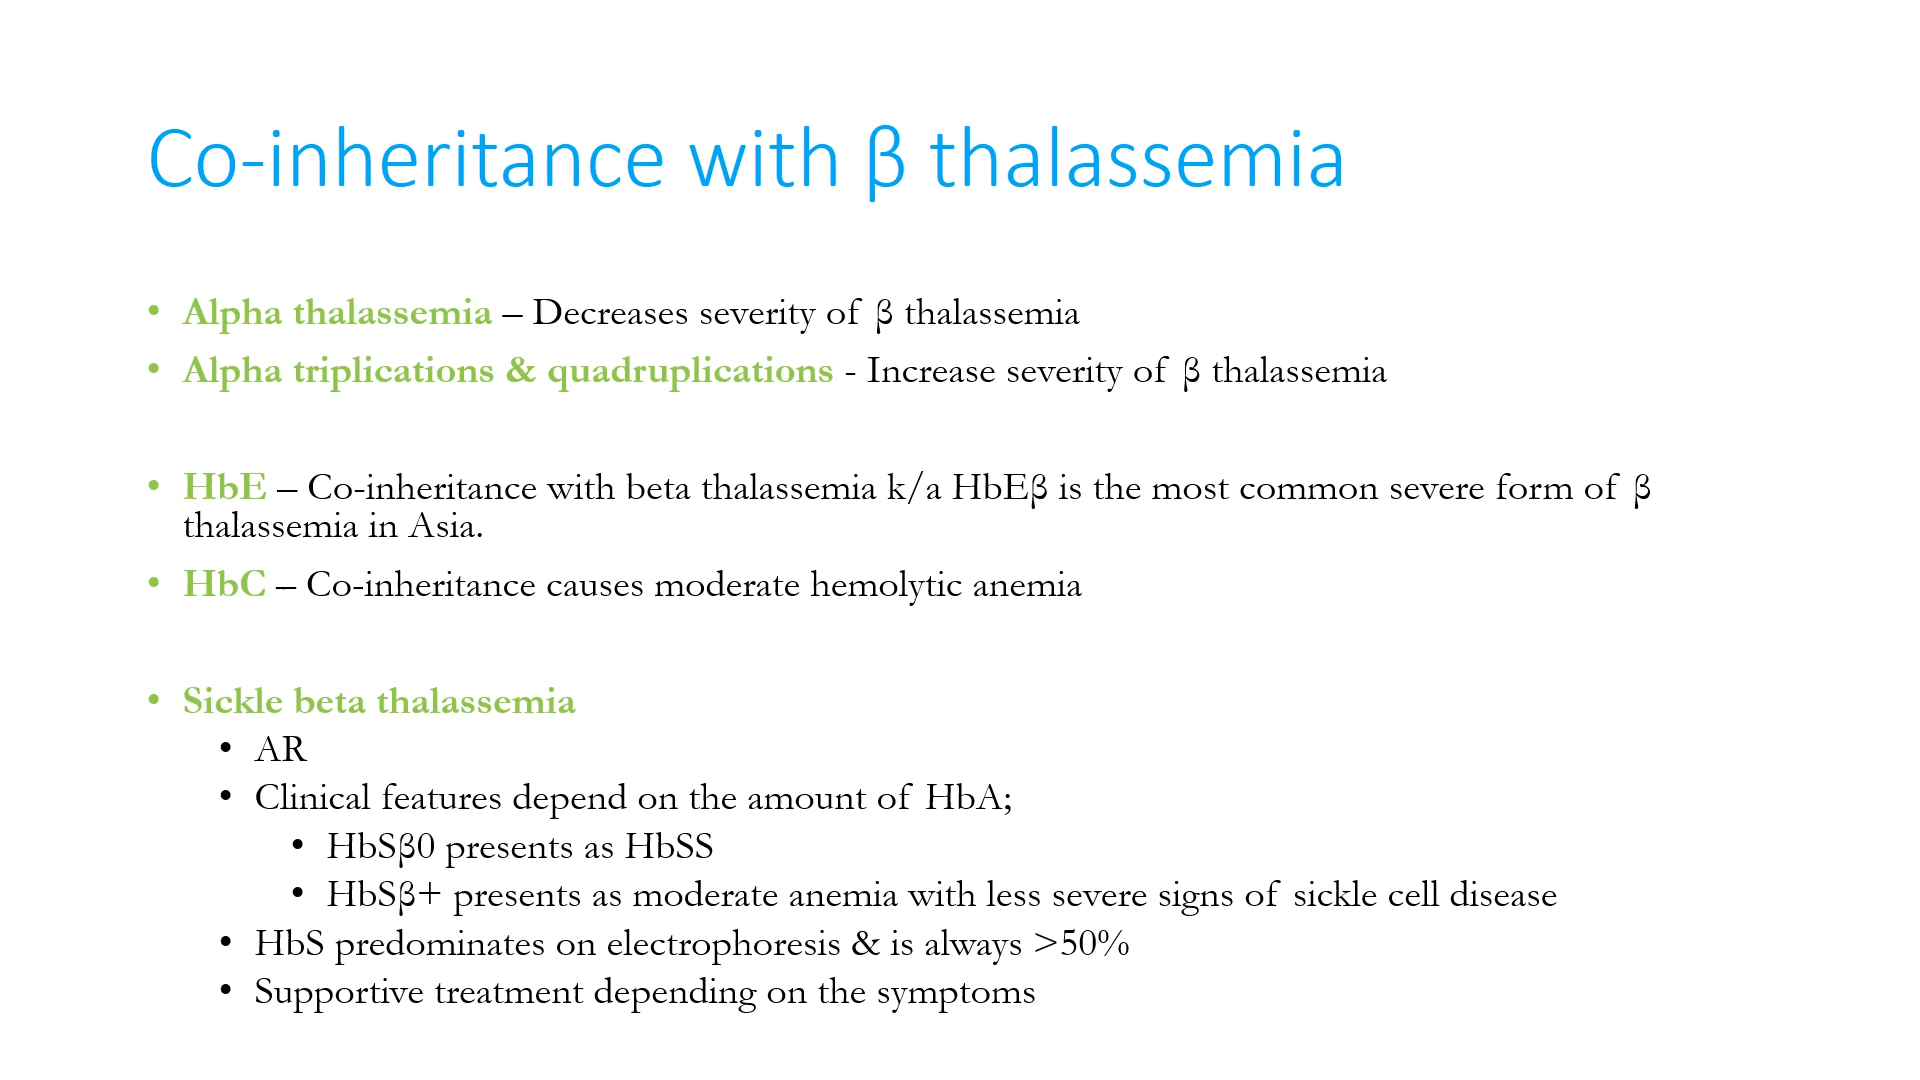 Co-inheritance with β thalassemia
• Alpha thalassemia – Decreases severity of β thalassemia
• Alpha triplications & quadruplications - Increase severity of β thalassemia
• HbE – Co-inheritance with beta thalassemia k/a HbEβ is the most common severe form of β
thalassemia in Asia.
• HbC – Co-inheritance causes moderate hemolytic anemia
• Sickle beta thalassemia
• AR
• Clinical features depend on the amount of HbA;
• HbSβ0 presents as HbSS
• HbSβ+ presents as moderate anemia with less severe signs of sickle cell disease
• HbS predominates on electrophoresis & is always >50%
• Supportive treatment depending on the symptoms